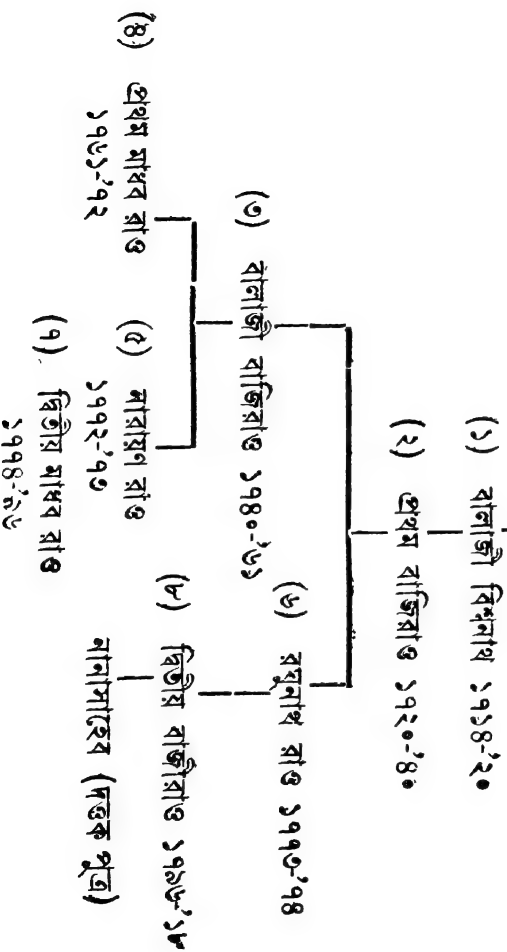 (১) বালাজী বিশ্বনাথ ১৭১৪-’২০
(২) প্রথম বাজিরাও ১৭২০-’৪০
(৩) বালাজী বাজিরাও ১৭৪০-’৬১
(৬) রঘুনাথ রাও ১৭৭৩-’৭৪
(৪) প্রথম মাধব রাও
১৭৬১-’৭২
(৫) নারায়ণ রাও
১৭৭২-’৭৩
(৮) দ্বিতীয় বাজীরাও ১৭৯৬-’১৮
(৭). দ্বিতীয় মাধব রাও
১৭৭৪-’৯৬
নানাসাহেব (দত্তক পুত্র)